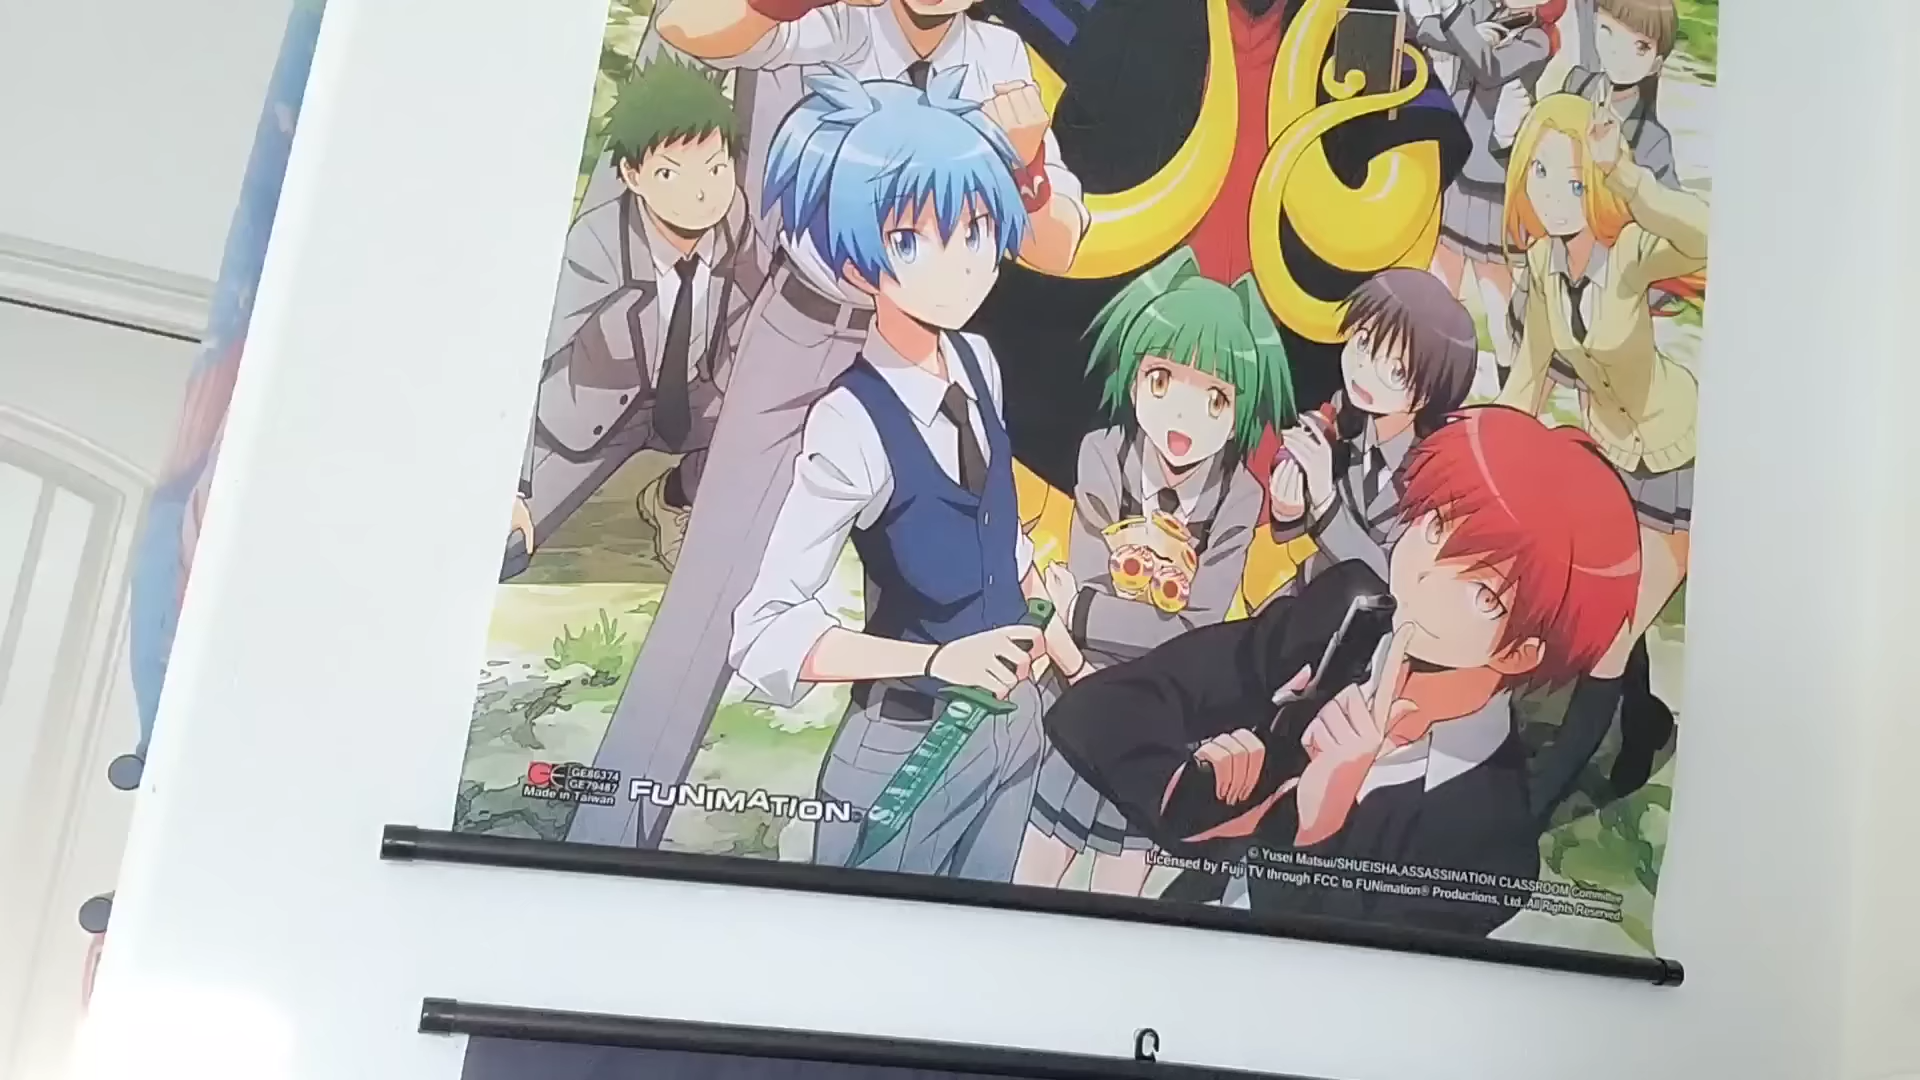 GE86374
GE79487
Made in Taiwan
FUNIMATION
SAAUSO
© Yusei Matsui/SHUEISHA,ASSASSINATION CLASSROOM Committee
Licensed by Fuji TV through FCC to FUNimation® Productions, Ltd. All Rights Reserved.